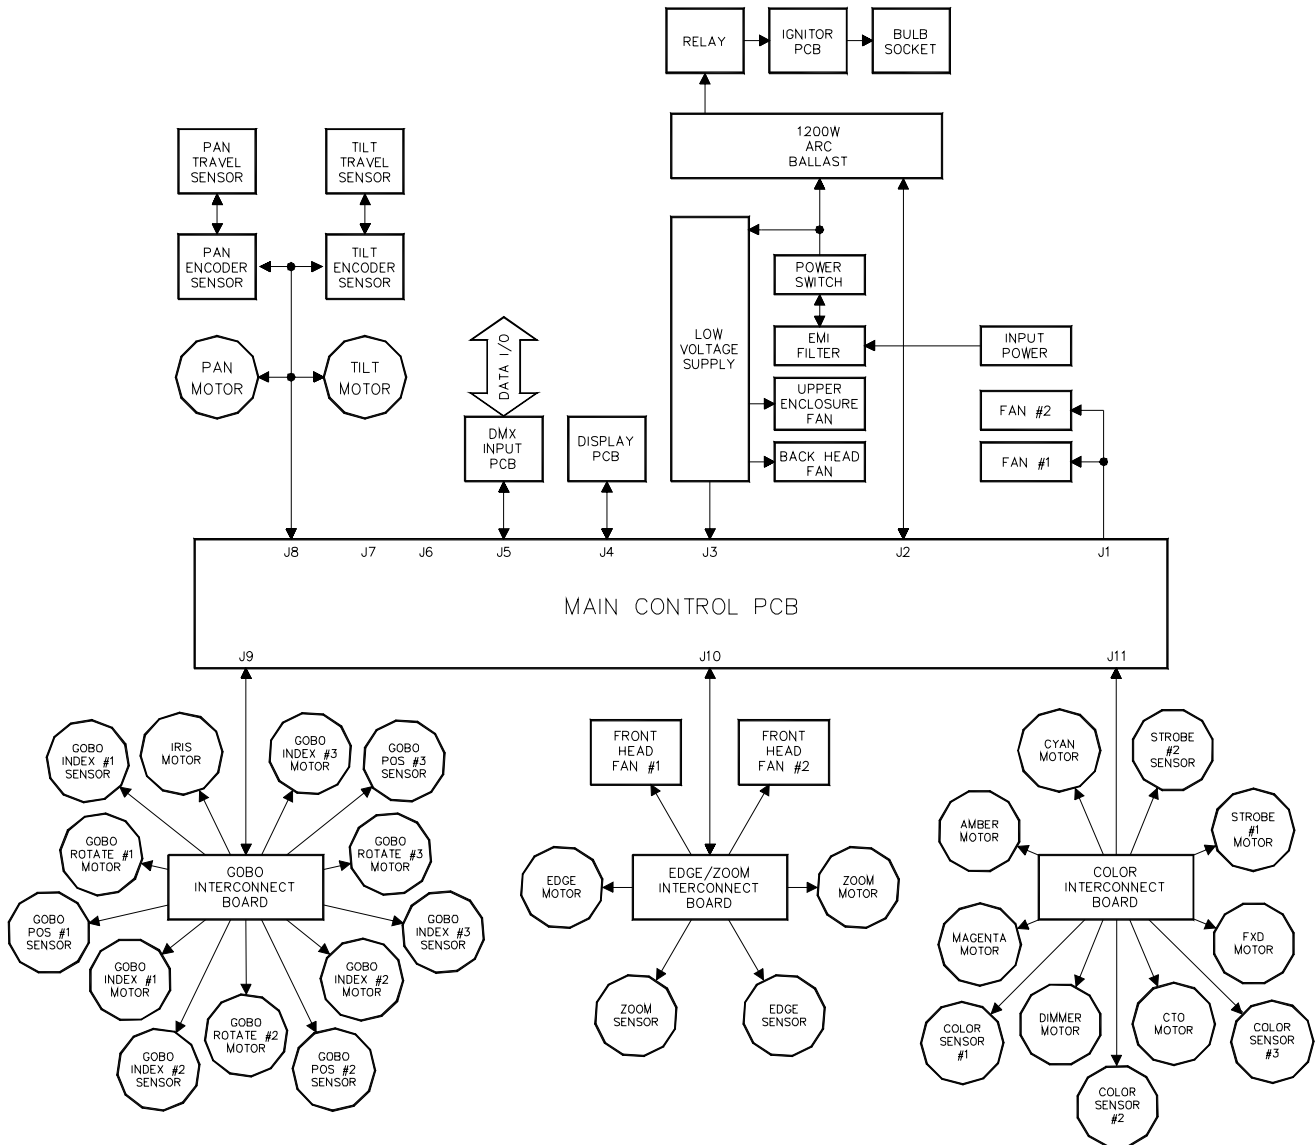 RELAY
IGNITOR
PCB
BULB
SOCKET
1200W
ARC
BALLAST
PAN
TRAVEL
SENSOR
TILT
TRAVEL
SENSOR
PAN
ENCODER
SENSOR
TILT
ENCODER
SENSOR
POWER
SWITCH
LOW
VOLTAGE
SUPPLY
EMI
FILTER
INPUT
POWER
PAN
MOTOR
TILT
MOTOR
DATA I/O
UPPER
ENCLOSURE
FAN
FAN #2
DMX
INPUT
PCB
DISPLAY
PCB
BACK HEAD
FAN
FAN #1
J8
J7
J6
J5
J4
J3
J2
J1
MAIN CONTROL PCB
J9
J10
J11
GOBO
INDEX #1
SENSOR
IRIS
MOTOR
GOBO
INDEX #3
MOTOR
GOBO
POS #3
SENSOR
GOBO
ROTATE #1
MOTOR
GOBO
ROTATE #3
MOTOR
GOBO
INTERCONNECT
BOARD
GOBO
POS #1
SENSOR
GOBO
INDEX #3
SENSOR
GOBO
INDEX #1
MOTOR
GOBO
INDEX #2
MOTOR
GOBO
ROTATE #2
MOTOR
GOBO
INDEX #2
SENSOR
GOBO
POS #2
SENSOR
FRONT
HEAD
FAN #1
FRONT
HEAD
FAN #2
EDGE
MOTOR
EDGE/ZOOM
INTERCONNECT
BOARD
ZOOM
MOTOR
ZOOM
SENSOR
EDGE
SENSOR
CYAN
MOTOR
STROBE
#2
SENSOR
AMBER
MOTOR
STROBE
#1
MOTOR
COLOR
INTERCONNECT
BOARD
MAGENTA
MOTOR
FXD
MOTOR
COLOR
SENSOR
#1
DIMMER
MOTOR
CTO
MOTOR
COLOR
SENSOR
#3
COLOR
SENSOR
#2